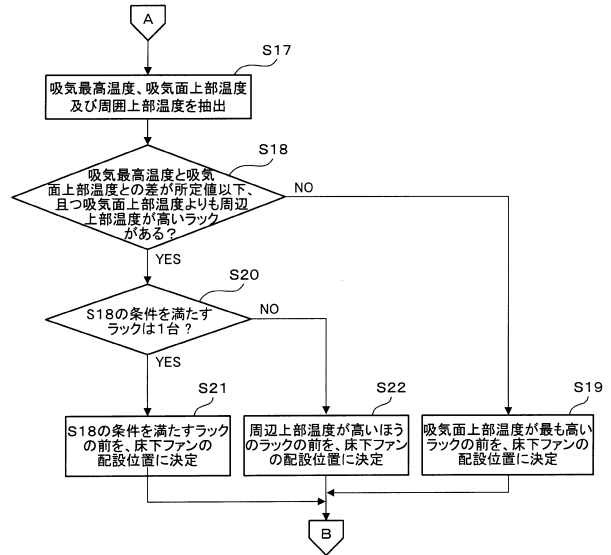 A
S17
吸気最高温度、吸気面上部温度
及び周囲上部温度を抽出
S18
吸気最高温度と吸気
面上部温度との差が所定値以下、
且つ吸気面上部温度よりも周辺
上部温度が高いラック
がある？
NO
YES
S20
S18の条件を満たす
ラックは1台？
NO
YES
S21
S18の条件を満たすラック
の前を、床下ファンの
配設位置に決定
S22
周辺上部温度が高いほう
のラックの前を、床下ファン
の配設位置に決定
S19
吸気面上部温度が最も高い
ラックの前を、床下ファンの
配設位置に決定
B